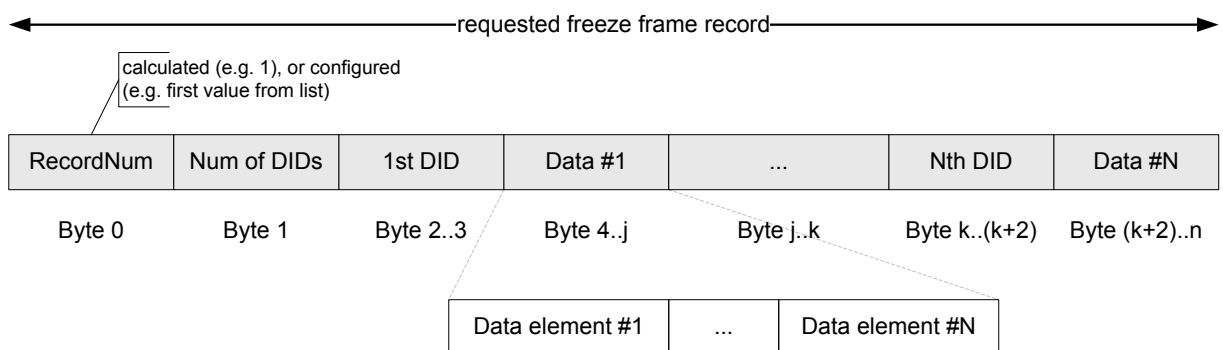 requested freeze frame record
calculated (e.g. 1), or configured
(e.g. first value from list)
RecordNum Num of DIDs 1st DID Data #1 ... Nth DID Data #N
Byte 0 Byte 1 Byte 2..3 Byte 4..j Byte j..k Byte k..(k+2) Byte (k+2)..n
Data element #1 ... Data element #N